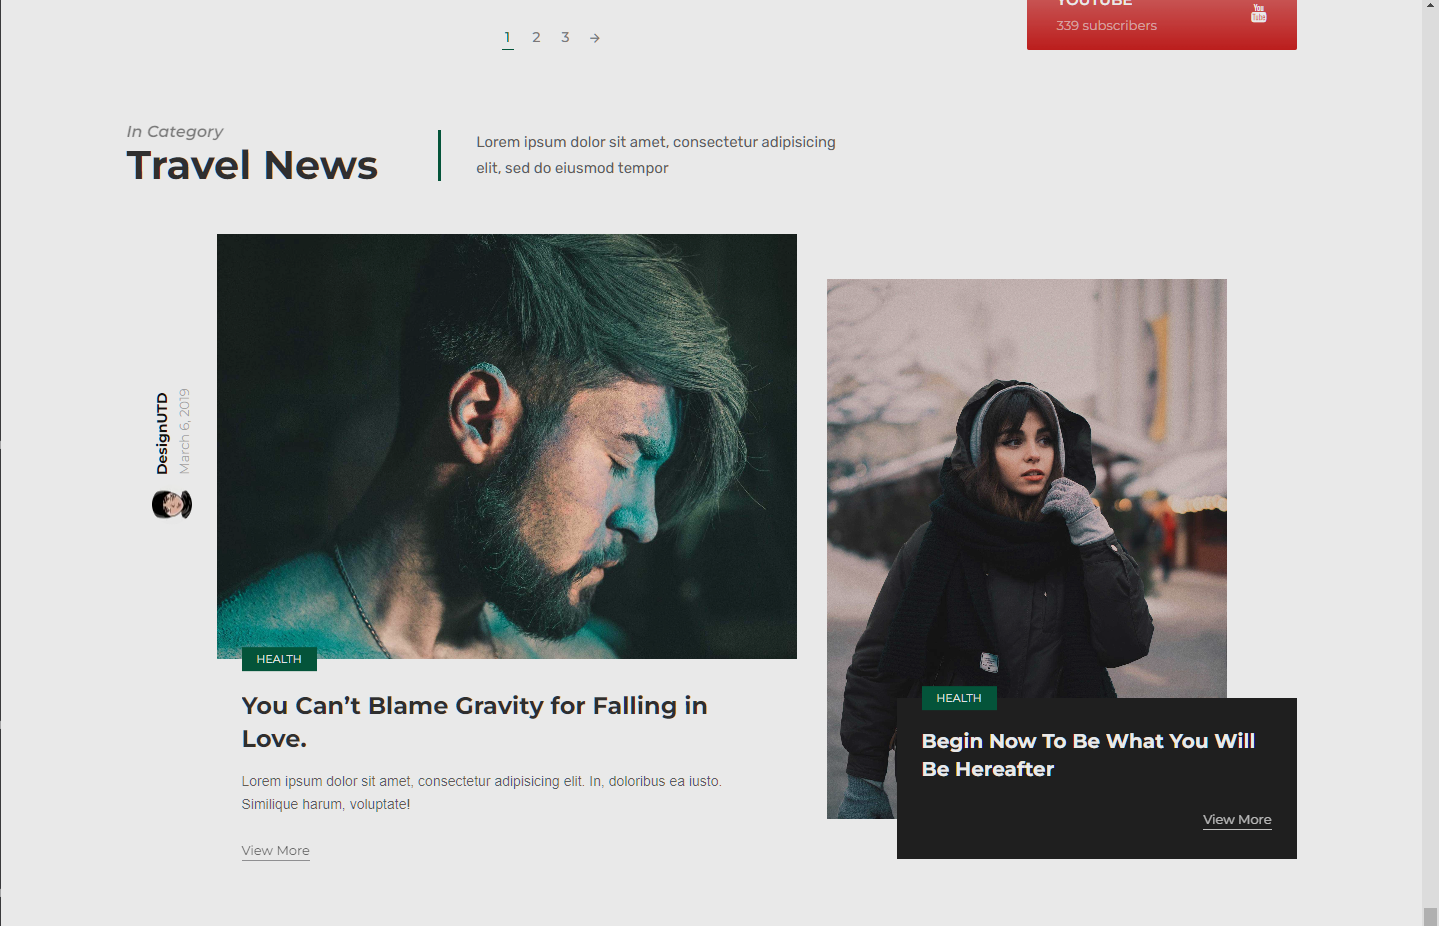 YOUTUBE
339 subscribers
You
Tube
1 2 3 →
In Category
Travel News
Lorem ipsum dolor sit amet, consectetur adipisicing
elit, sed do eiusmod tempor
DesignUTD
March 6, 2019
HEALTH
You Can’t Blame Gravity for Falling in
Love.
Lorem ipsum dolor sit amet, consectetur adipisicing elit. In, doloribus ea iusto.
Similique harum, voluptate!
View More
HEALTH
Begin Now To Be What You Will
Be Hereafter
View More